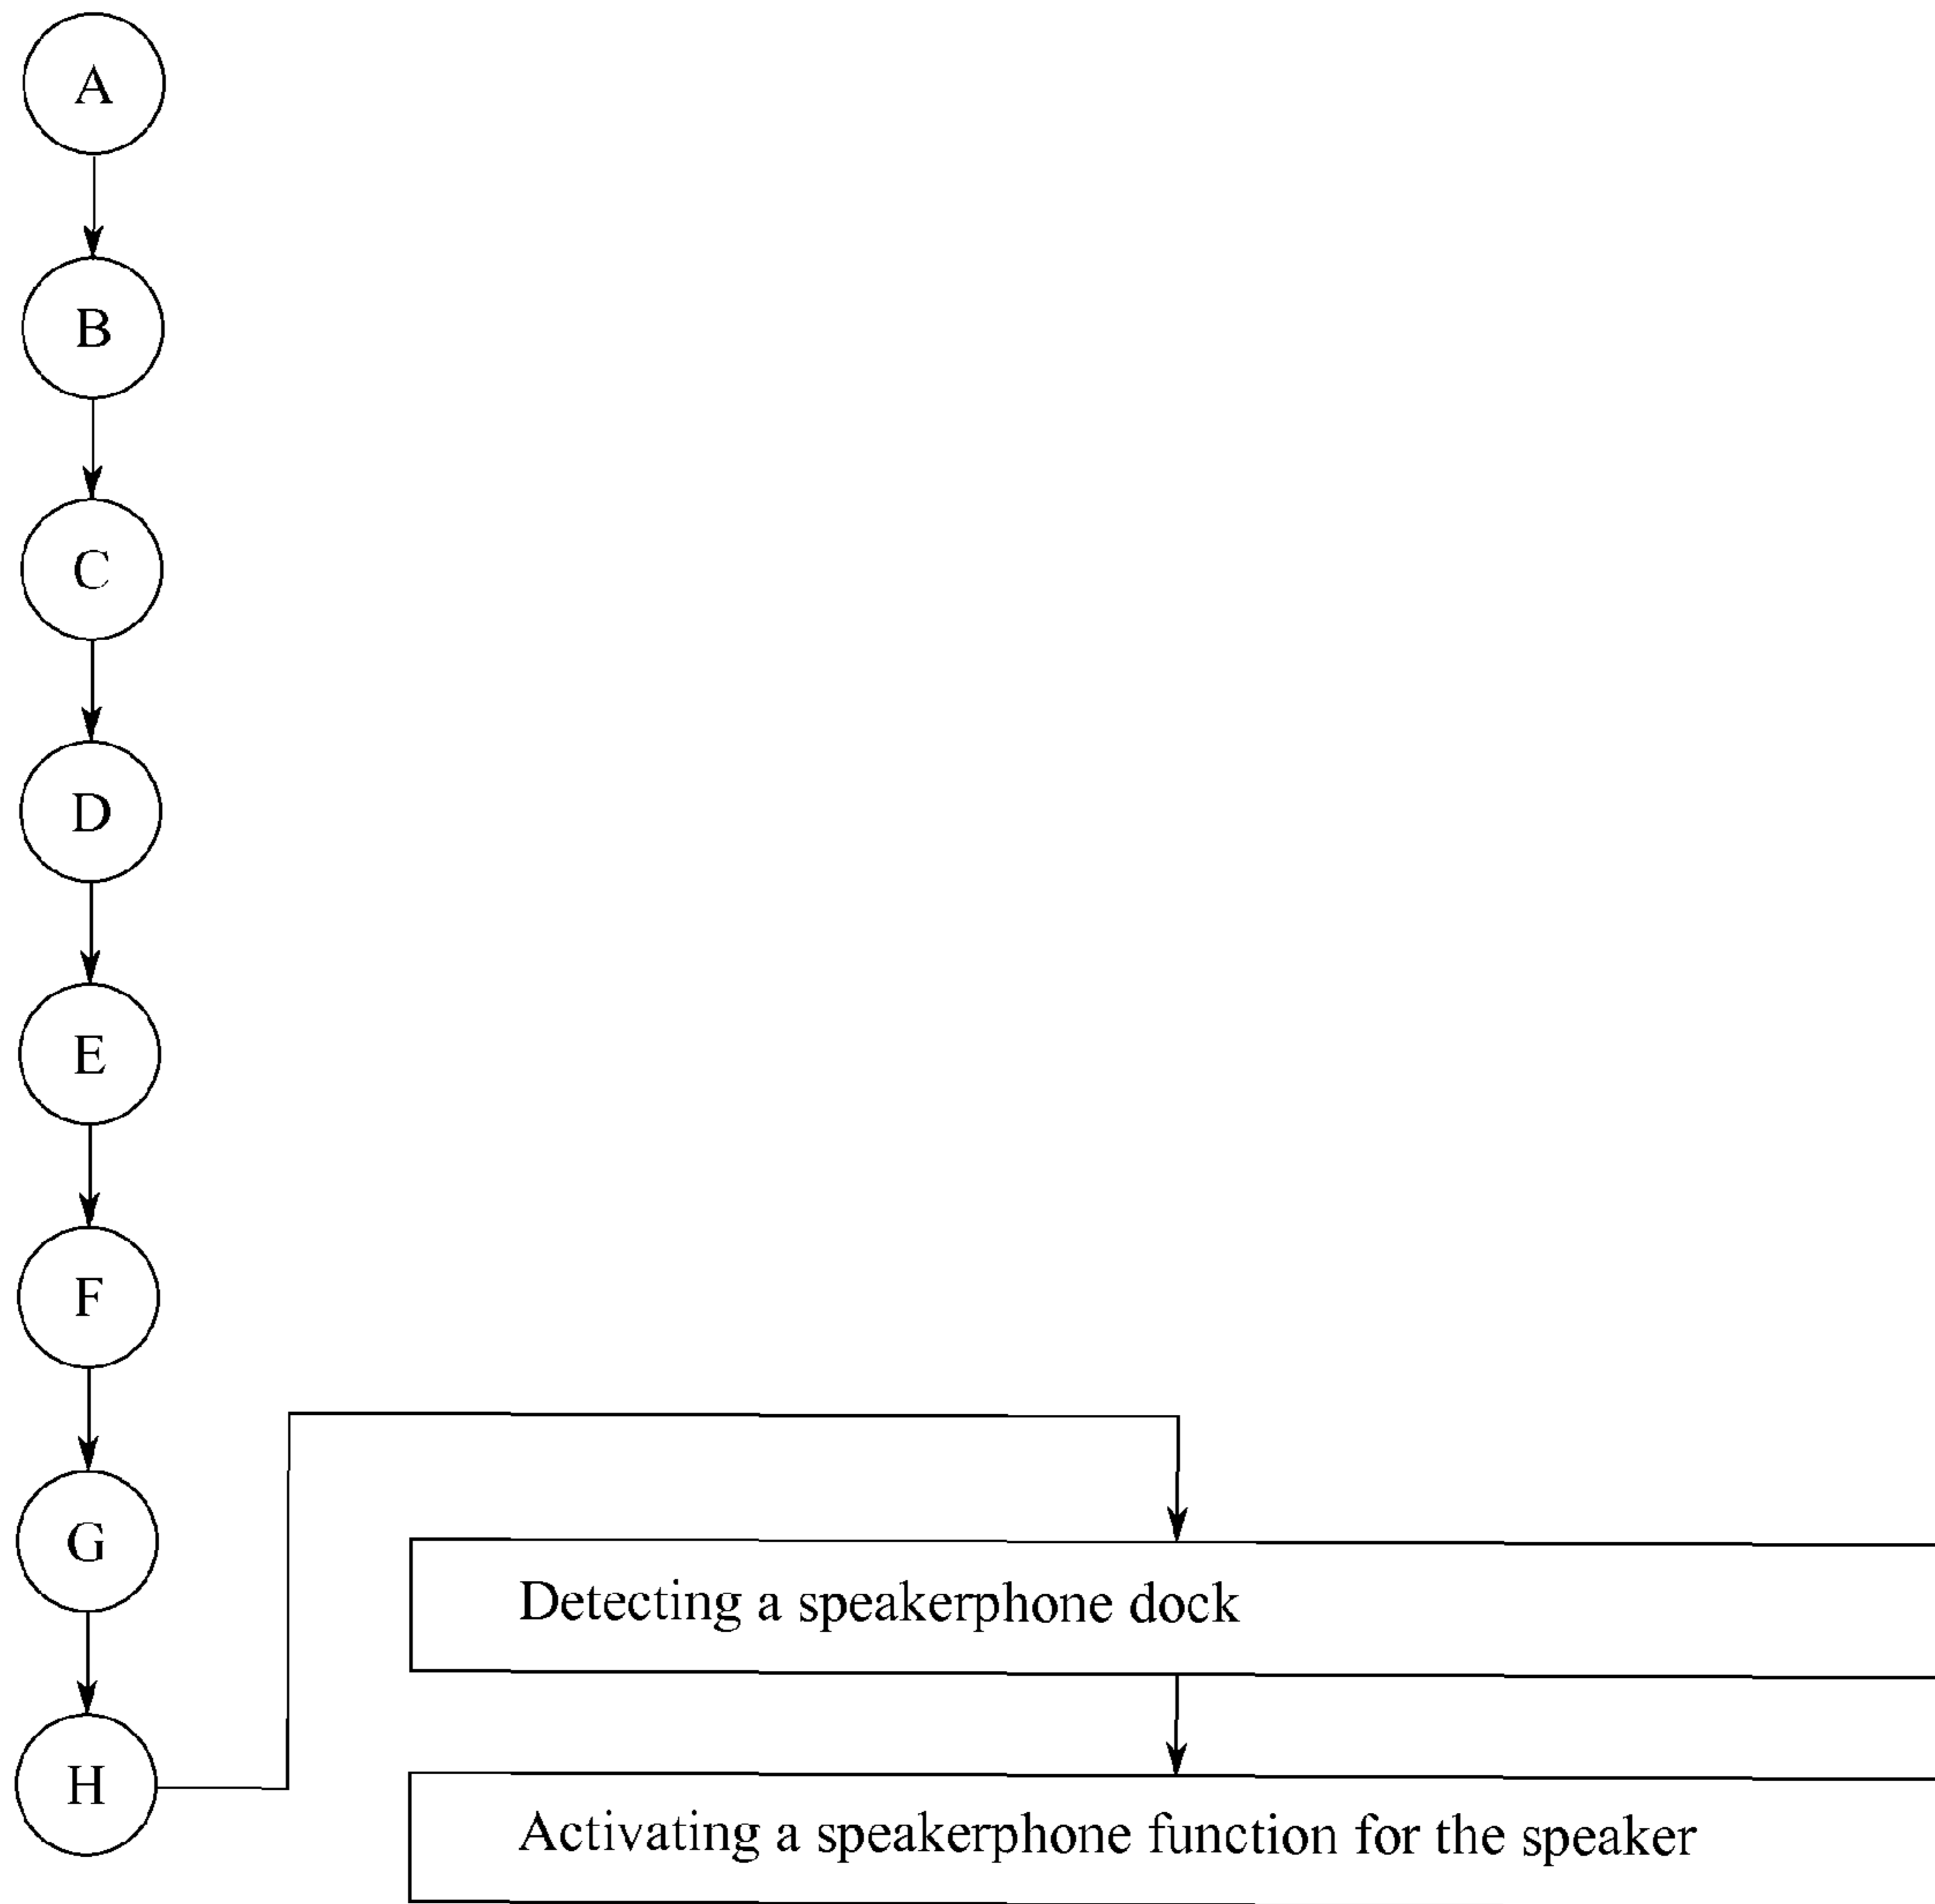 A
B
C
D
E
F
G
H
Detecting a speakerphone dock
Activating a speakerphone function for the speaker